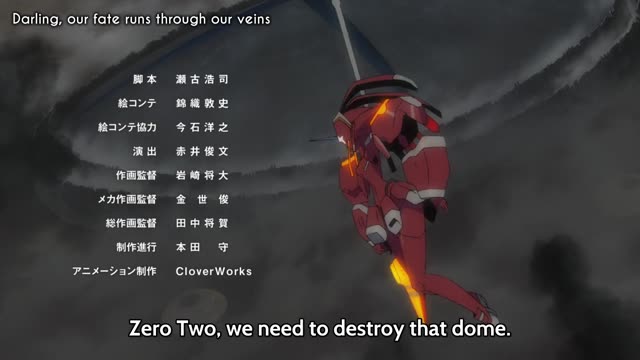 Darling, our fate runs through our veins
脚本 瀬古浩司
絵コンテ 錦織敦史
絵コンテ協力 今石洋之
演出 赤井俊文
作画監督 岩崎将大
メカ作画監督 金世俊
総作画監督 田中将賀
制作進行 本田守
アニメーション制作 CloverWorks
Zero Two, we need to destroy that dome.